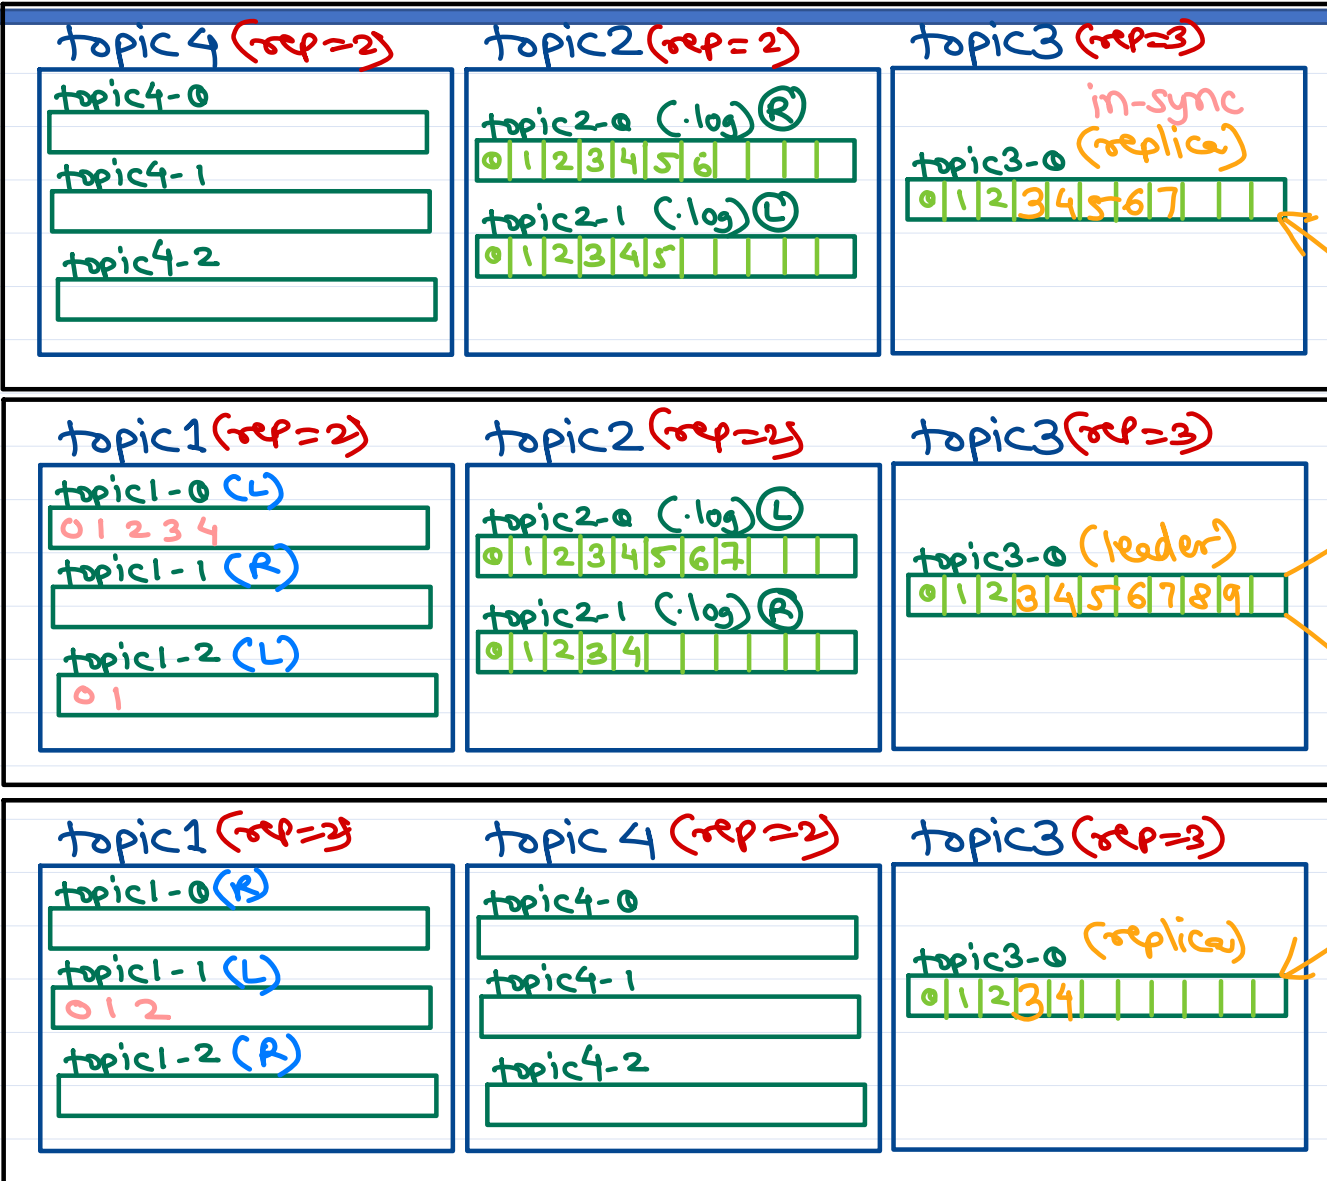 topic4 (rep=2)
topic4-0
topic4-1
topic4-2
topic2 (rep=2)
topic2-0 (.log) R
0 1 2 3 4 5 6
topic2-1 (.log) L
0 1 2 3 4 5
topic3 (rep=3)
in-sync
(replica)
topic3-0
0 1 2 3 4 5 6 7
topic1 (rep=2)
topic1-0 (L)
0 1 2 3 4
topic1-1 (R)
topic1-2 (L)
0 1
topic2 (rep=2)
topic2-0 (.log) L
0 1 2 3 4 5 6 7
topic2-1 (.log) R
0 1 2 3 4
topic3 (rep=3)
(leader)
topic3-0
0 1 2 3 4 5 6 7 8 9
topic1 (rep=2)
topic1-0 (R)
topic1-1 (L)
0 1 2
topic1-2 (R)
topic4 (rep=2)
topic4-0
topic4-1
topic4-2
topic3 (rep=3)
(replica)
topic3-0
0 1 2 3 4